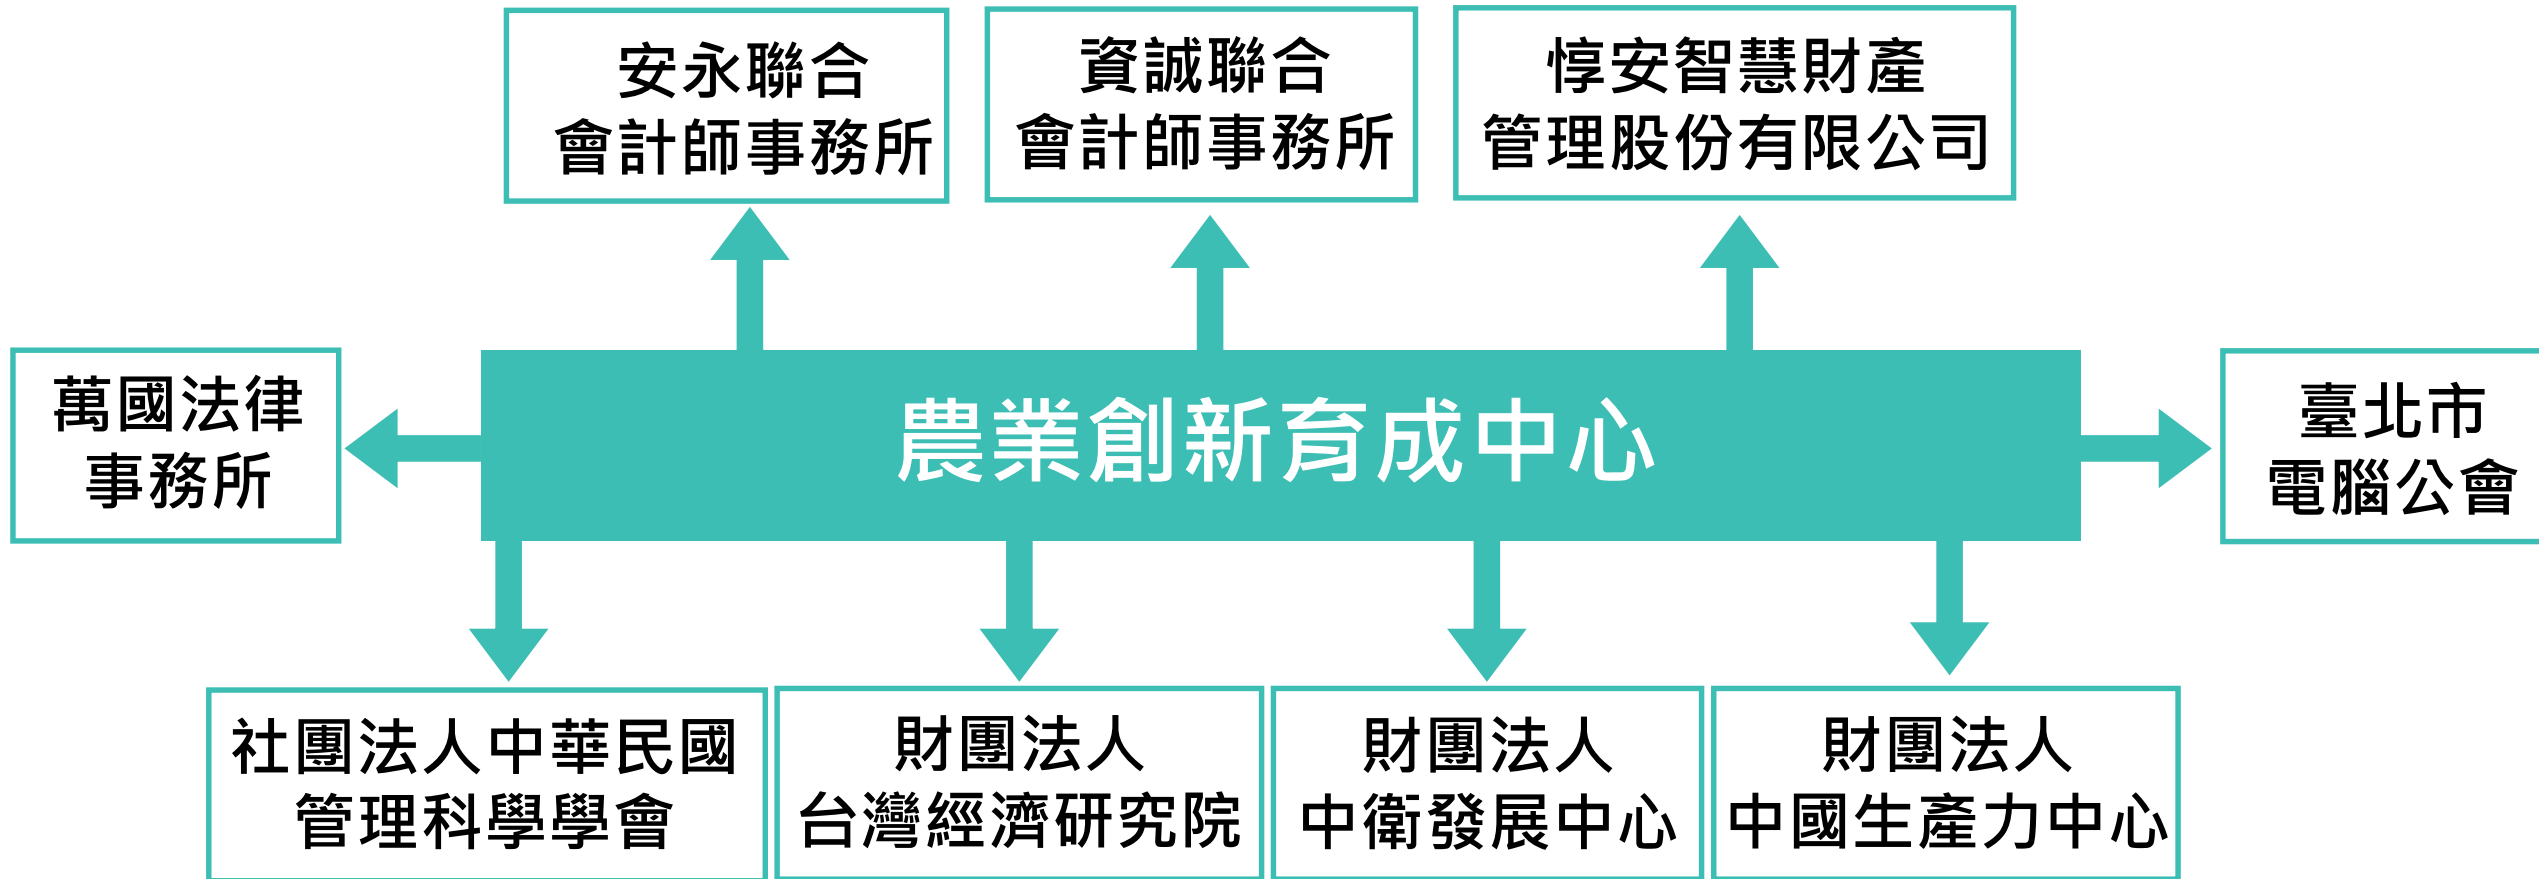 安永聯合
會計師事務所
資誠聯合
會計師事務所
惇安智慧財產
管理股份有限公司
萬國法律
事務所
農業創新育成中心
臺北市
電腦公會
社團法人中華民國
管理科學學會
財團法人
台灣經濟研究院
財團法人
中衛發展中心
財團法人
中國生產力中心